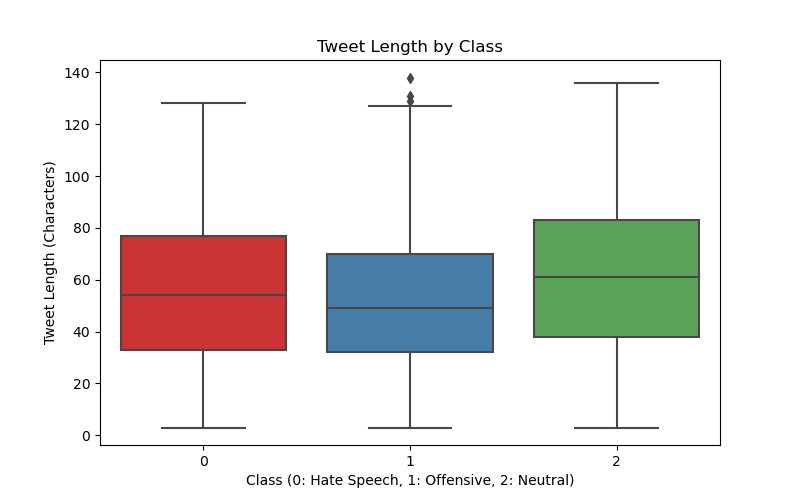 Tweet Length by Class
Tweet Length (Characters)
140
120
100
80
60
40
20
0
0 1 2
Class (0: Hate Speech, 1: Offensive, 2: Neutral)